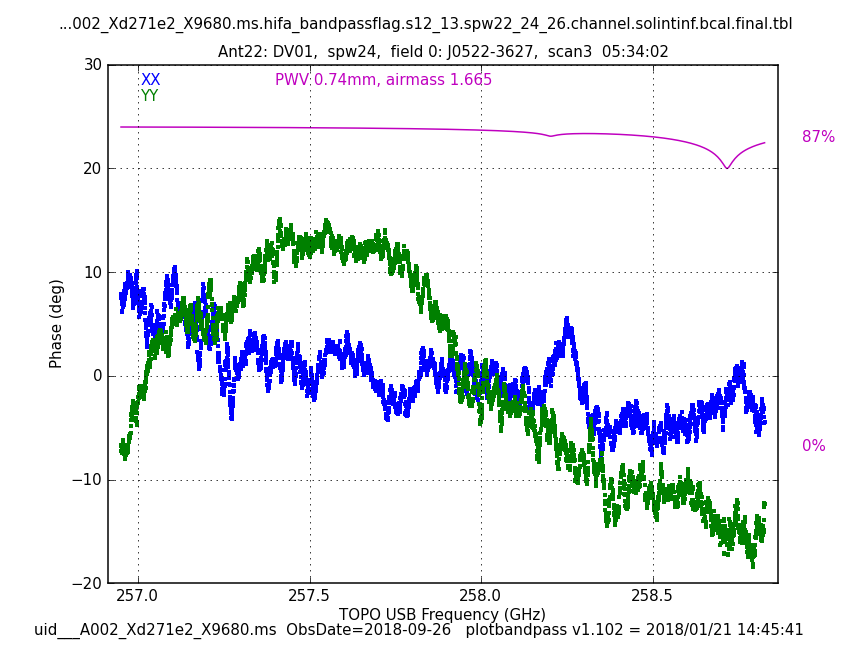 ...002_Xd271e2_X9680.ms.hifa_bandpassflag.s12_13.spw22_24_26.channel.solintinf.bcal.final.tbl
Ant22: DV01,  spw24,  field 0: J0522-3627,  scan3  05:34:02
XX
YY
PWV 0.74mm, airmass 1.665
87%
0%
30
20
10
0
−10
−20
Phase (deg)
257.0
257.5
258.0
258.5
TOPO USB Frequency (GHz)
uid___A002_Xd271e2_X9680.ms  ObsDate=2018-09-26   plotbandpass v1.102 = 2018/01/21 14:45:41